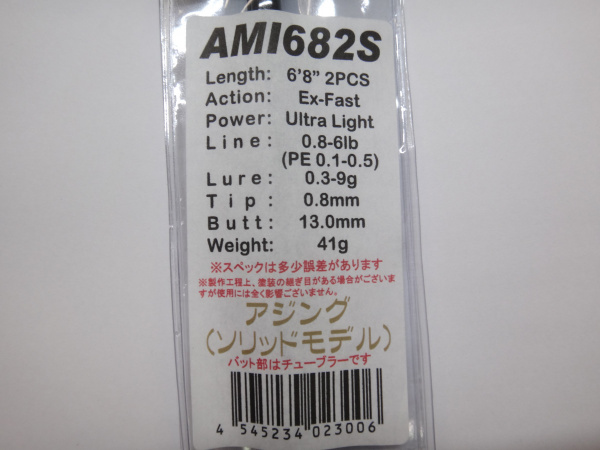 AMI682S
Length: 6'8" 2PCS
Action: Ex-Fast
Power: Ultra Light
Line: 0.8-6lb
(PE 0.1-0.5)
Lure: 0.3-9g
Tip: 0.8mm
Butt: 13.0mm
Weight: 41g
※スペックは多少誤差があります
※製作工程上、塗装の継ぎ目がある場合がございま
すが使用には全く影響ございません。
アジング
(ソリッドモデル)
バット部はチューブラーです
4 545234 023006